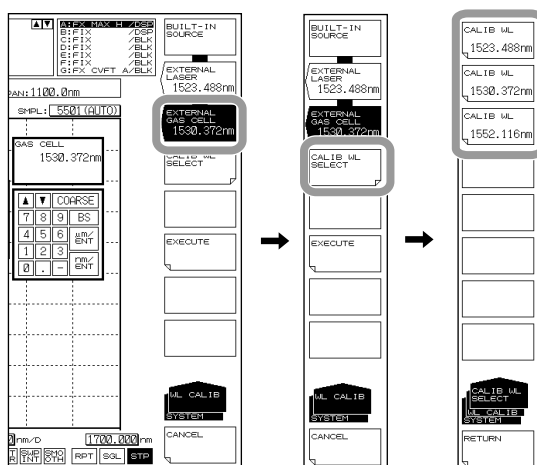 A:FX MAX H /DSP
B:FIX /DSP
C:FIX /BLK
D:FIX /BLK
E:FIX /BLK
F:FIX /BLK
G:FX CVFT A/BLK
PAN:1100.0nm
SMPL: 5501(AUTO)
GAS CELL
1530.372nm
▲ ▼ COARSE
7 8 9 BS
4 5 6 μm/ENT
1 2 3 nm/ENT
0 . -
nm/D 1700.000 nm
SWP INT
SMO OTH
RPT SGL STP
BUILT-IN
SOURCE
EXTERNAL
LASER
1523.488nm
EXTERNAL
GAS CELL
1530.372nm
CALIB WL
SELECT
EXECUTE
WL CALIB
SYSTEM
CANCEL
BUILT-IN
SOURCE
EXTERNAL
LASER
1523.488nm
EXTERNAL
GAS CELL
1530.372nm
CALIB WL
SELECT
EXECUTE
WL CALIB
SYSTEM
CANCEL
CALIB WL
1523.488nm
CALIB WL
1530.372nm
CALIB WL
1552.116nm
CALIB WL
SELECT
WL CALIB
SYSTEM
RETURN